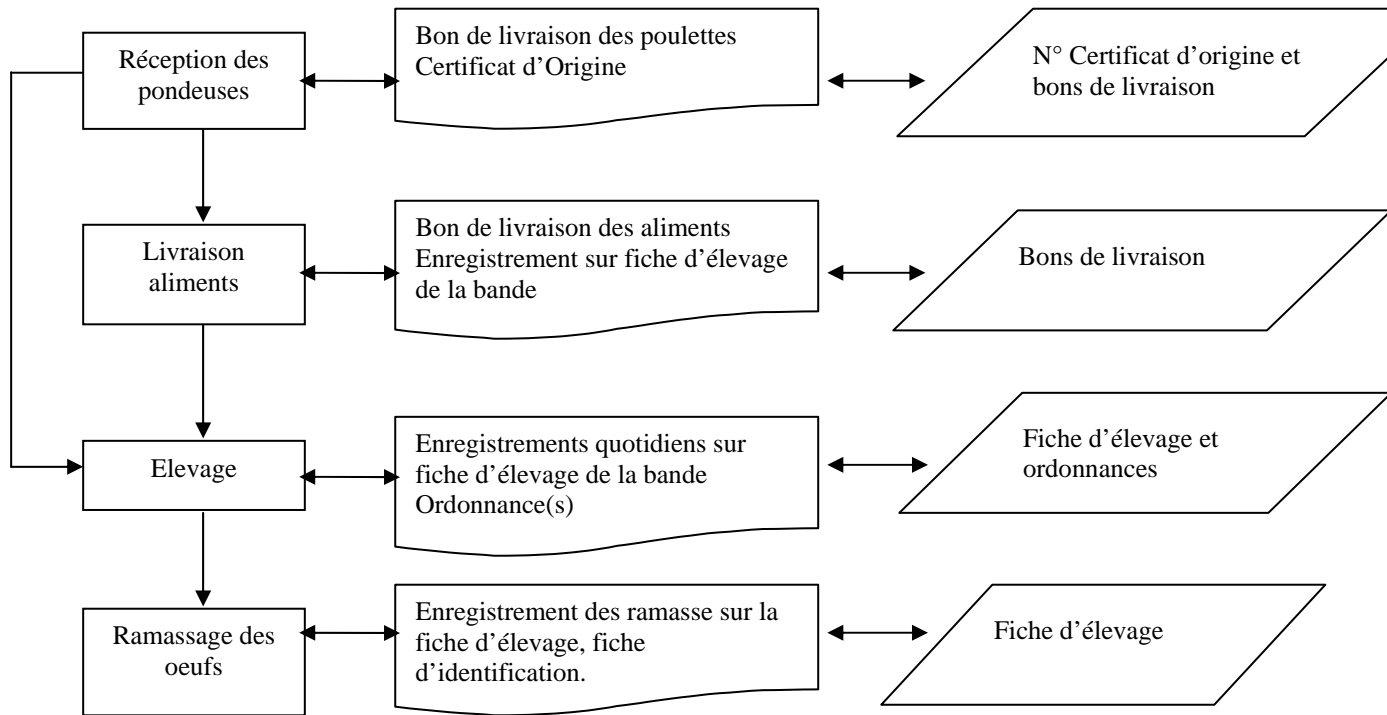 Réception des
pondeuses
Bon de livraison des poulettes
Certificat d'Origine
N° Certificat d'origine et
bons de livraison
Livraison
aliments
Bon de livraison des aliments
Enregistrement sur fiche d'élevage
de la bande
Bons de livraison
Elevage
Enregistrements quotidiens sur
fiche d'élevage de la bande
Ordonnance(s)
Fiche d'élevage et
ordonnances
Ramassage des
oeufs
Enregistrement des ramasse sur la
fiche d'élevage, fiche
d'identification.
Fiche d'élevage